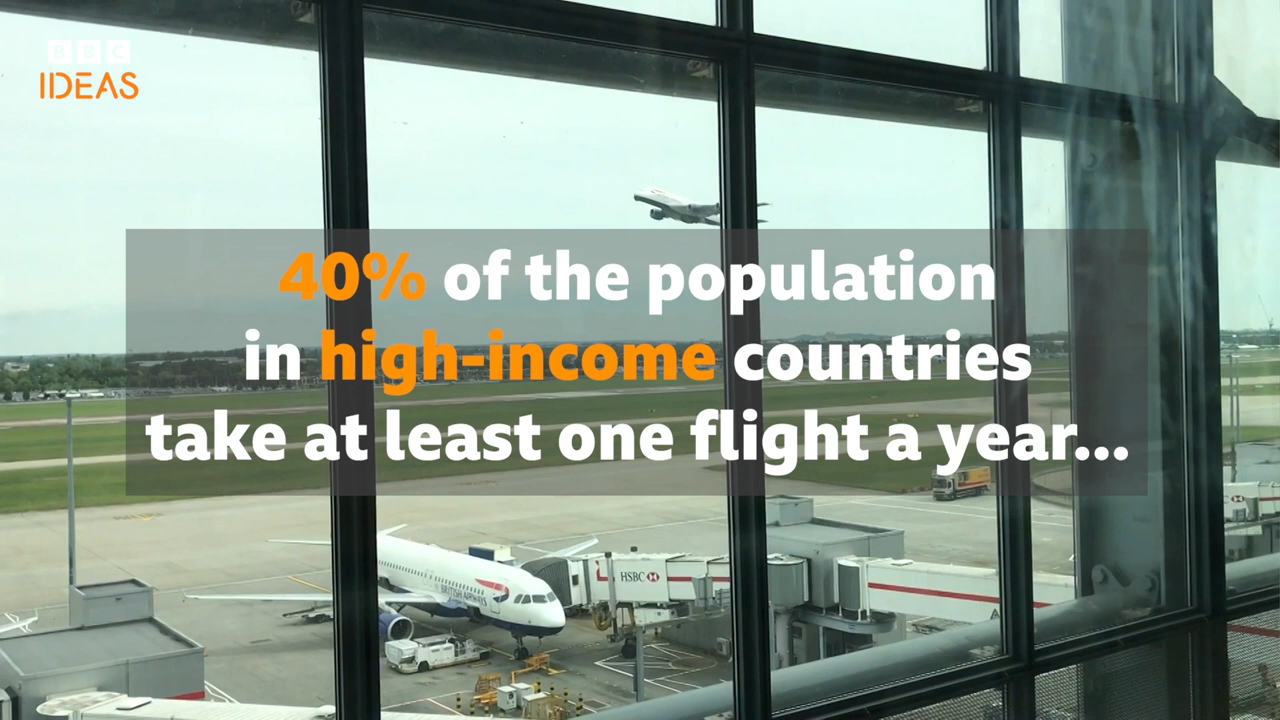 BBC
IDEAS
40% of the population
in high-income countries
take at least one flight a year...
BRITISH AIRWAYS
HSBC